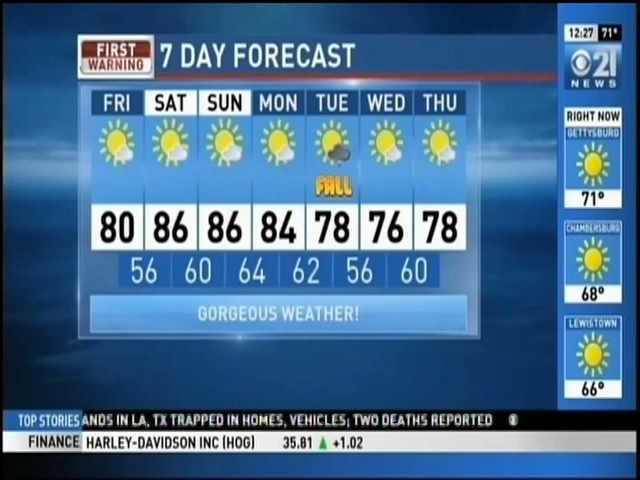 FIRST WARNING 7 DAY FORECAST
FRI SAT SUN MON TUE WED THU
FALL
80 86 86 84 78 76 78
56 60 64 62 56 60
GORGEOUS WEATHER!
12:27 71°
21
NEWS
RIGHT NOW
GETTYSBURG
71°
CHAMBERSBURG
68°
LEWISTOWN
66°
TOP STORIES ANDS IN LA, TX TRAPPED IN HOMES, VEHICLES; TWO DEATHS REPORTED
FINANCE HARLEY-DAVIDSON INC (HOG) 35.81 +1.02